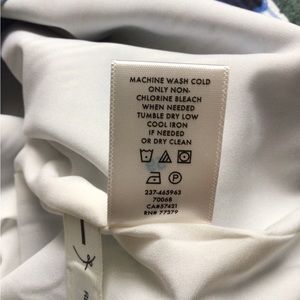 MACHINE WASH COLD
ONLY NON-
CHLORINE BLEACH
WHEN NEEDED
TUMBLE DRY LOW
COOL IRON
IF NEEDED
OR DRY CLEAN
237-465963
70068
CA#57421
RN# 77379